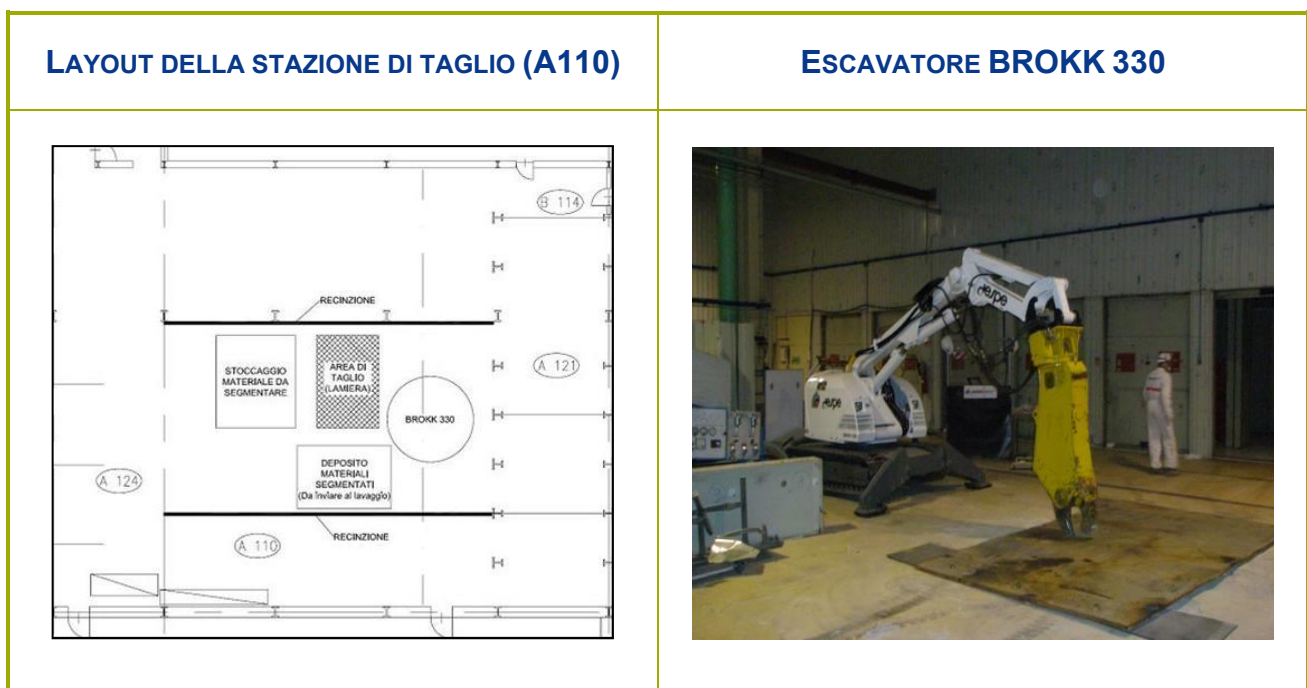 LAYOUT DELLA STAZIONE DI TAGLIO (A110)
ESCAVATORE BROKK 330
B 114
RECINZIONE
STOCCAGGIO
MATERIALE DA
SEGMENTARE
AREA DI
TAGLIO
(LAMIERA)
A 121
BROKK 330
DEPOSITO
MATERIALI
SEGMENTATI
(Da inviare al lavaggio)
A 124
RECINZIONE
A 110